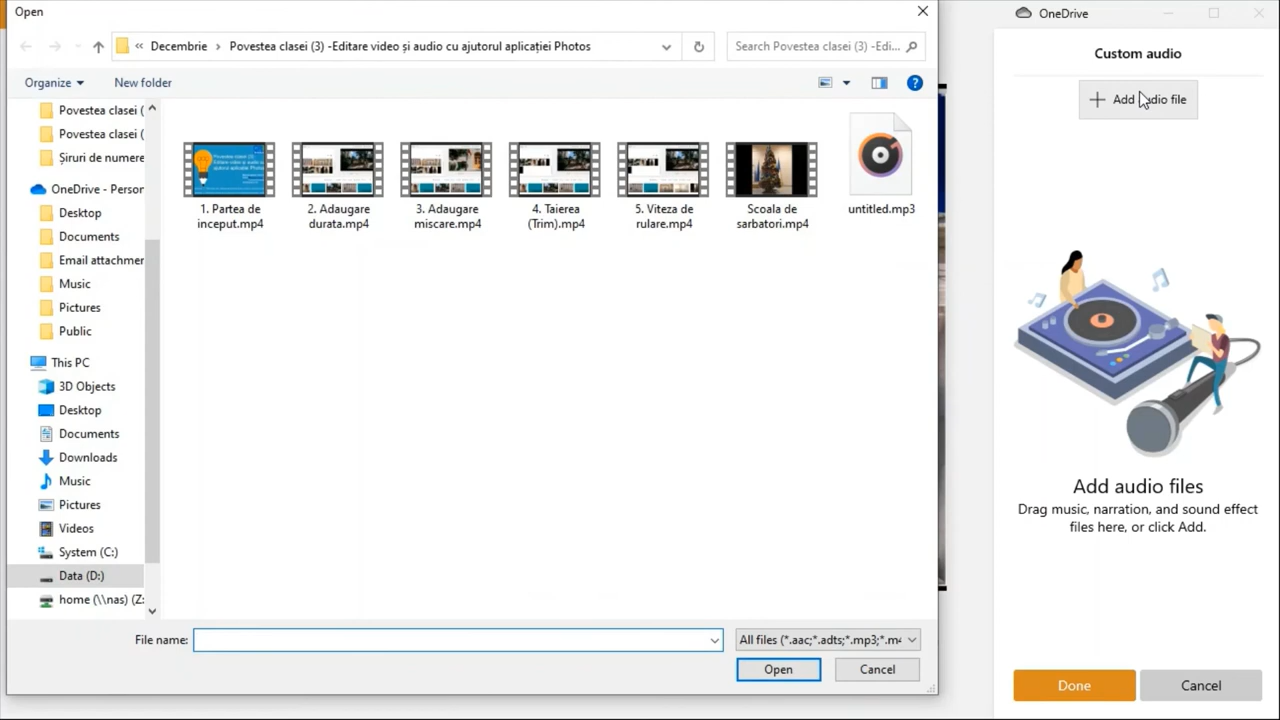 Open
OneDrive
« Decembrie › Povestea clasei (3) -Editare video și audio cu ajutorul aplicației Photos
Search Povestea clasei (3) -Edi...
Organize
New folder
Custom audio
Add audio file
Povestea clasei (
Povestea clasei (
Șiruri de numere
OneDrive - Person
Desktop
Documents
Email attachmen
Music
Pictures
Public
This PC
3D Objects
Desktop
Documents
Downloads
Music
Pictures
Videos
System (C:)
Data (D:)
home (\\nas) (Z:
1. Partea de
inceput.mp4
2. Adaugare
durata.mp4
3. Adaugare
miscare.mp4
4. Taierea
(Trim).mp4
5. Viteza de
rulare.mp4
Scoala de
sarbatori.mp4
untitled.mp3
Add audio files
Drag music, narration, and sound effect
files here, or click Add.
File name:
All files (*.aac;*.adts;*.mp3;*.m4
Open
Cancel
Done
Cancel